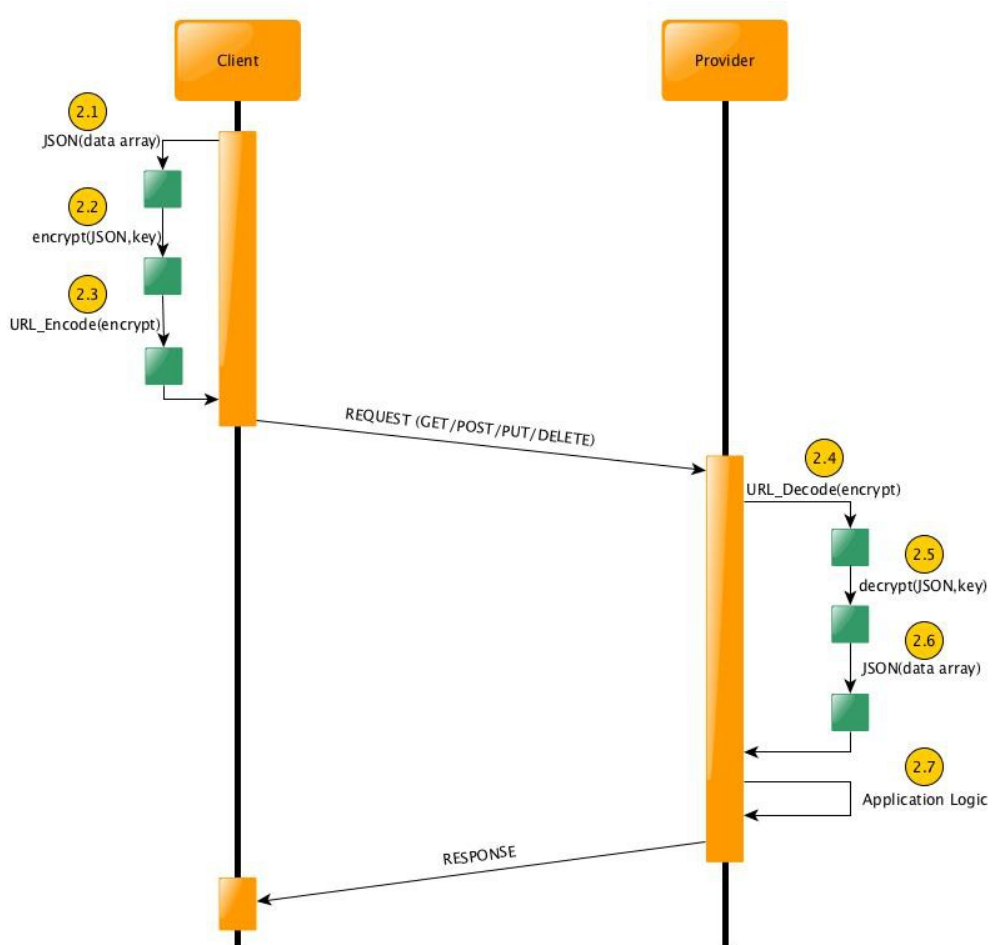 Client
Provider
2.1
JSON(data array)
2.2
encrypt(JSON,key)
2.3
URL_Encode(encrypt)
REQUEST (GET/POST/PUT/DELETE)
2.4
URL_Decode(encrypt)
2.5
decrypt(JSON,key)
2.6
JSON(data array)
2.7
Application Logic
RESPONSE